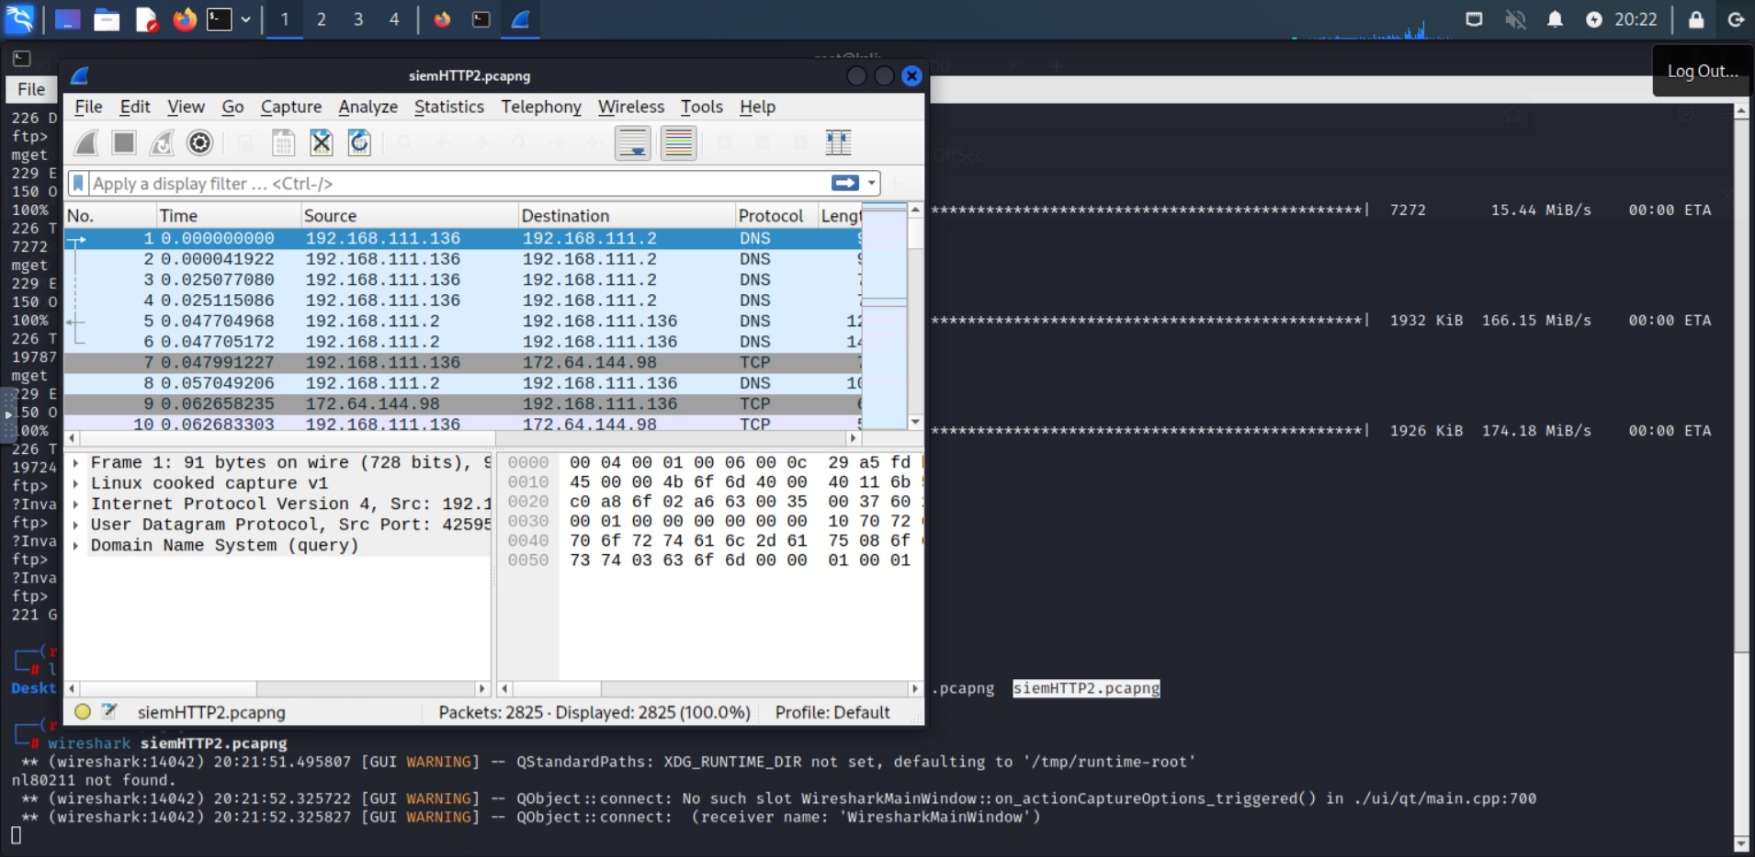 1 2 3 4
20:22
Log Out...
File
siemHTTP2.pcapng
File Edit View Go Capture Analyze Statistics Telephony Wireless Tools Help
Apply a display filter ... <Ctrl-/>
No. Time Source Destination Protocol Lengt
1 0.000000000 192.168.111.136 192.168.111.2 DNS
2 0.000041922 192.168.111.136 192.168.111.2 DNS
3 0.025077080 192.168.111.136 192.168.111.2 DNS
4 0.025115086 192.168.111.136 192.168.111.2 DNS
5 0.047704968 192.168.111.2 192.168.111.136 DNS 12
6 0.047705172 192.168.111.2 192.168.111.136 DNS 14
7 0.047991227 192.168.111.136 172.64.144.98 TCP
8 0.057049206 192.168.111.2 192.168.111.136 DNS 10
9 0.062658235 172.64.144.98 192.168.111.136 TCP
10 0.062683303 192.168.111.136 172.64.144.98 TCP
Frame 1: 91 bytes on wire (728 bits), 9
Linux cooked capture v1
Internet Protocol Version 4, Src: 192.1
User Datagram Protocol, Src Port: 42595
Domain Name System (query)
0000 00 04 00 01 00 06 00 0c 29 a5 fd
0010 45 00 00 4b 6f 6d 40 00 40 11 6b
0020 c0 a8 6f 02 a6 63 00 35 00 37 60
0030 00 01 00 00 00 00 00 00 10 70 72
0040 70 6f 72 74 61 6c 2d 61 75 08 6f
0050 73 74 03 63 6f 6d 00 00 01 00 01
siemHTTP2.pcapng Packets: 2825 · Displayed: 2825 (100.0%) Profile: Default
226 D
ftp>
mget
229 E
150 O
100% **********************************************| 7272 15.44 MiB/s 00:00 ETA
226 T
7272
mget
229 E
150 O
100% **********************************************| 1932 KiB 166.15 MiB/s 00:00 ETA
226 T
19787
mget
229 E
150 O
100% **********************************************| 1926 KiB 174.18 MiB/s 00:00 ETA
226 T
19724
ftp>
?Inva
ftp>
?Inva
ftp>
?Inva
ftp>
221 G
# l
Deskt .pcapng siemHTTP2.pcapng
# wireshark siemHTTP2.pcapng
** (wireshark:14042) 20:21:51.495807 [GUI WARNING] -- QStandardPaths: XDG_RUNTIME_DIR not set, defaulting to '/tmp/runtime-root'
nl80211 not found.
** (wireshark:14042) 20:21:52.325722 [GUI WARNING] -- QObject::connect: No such slot WiresharkMainWindow::on_actionCaptureOptions_triggered() in ./ui/qt/main.cpp:700
** (wireshark:14042) 20:21:52.325827 [GUI WARNING] -- QObject::connect: (receiver name: 'WiresharkMainWindow')